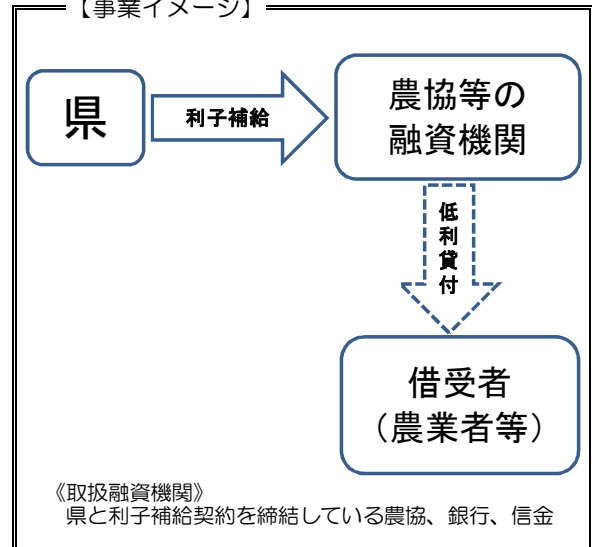 【事業イメージ】
県
利子補給
農協等の
融資機関
低利貸付
借受者
（農業者等）
《取扱融資機関》
県と利子補給契約を締結している農協、銀行、信金